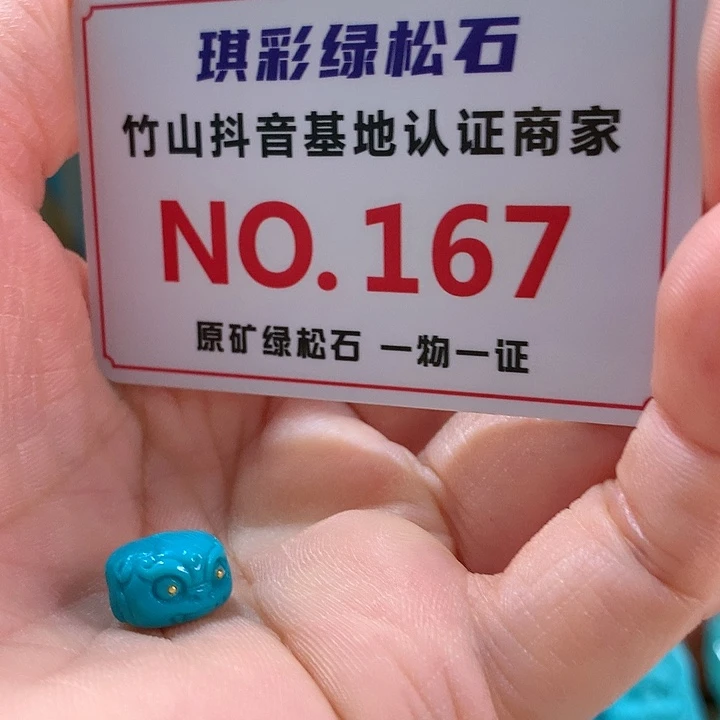 琪彩绿松石
竹山抖音基地认证商家
NO.167
原矿绿松石 一物一证